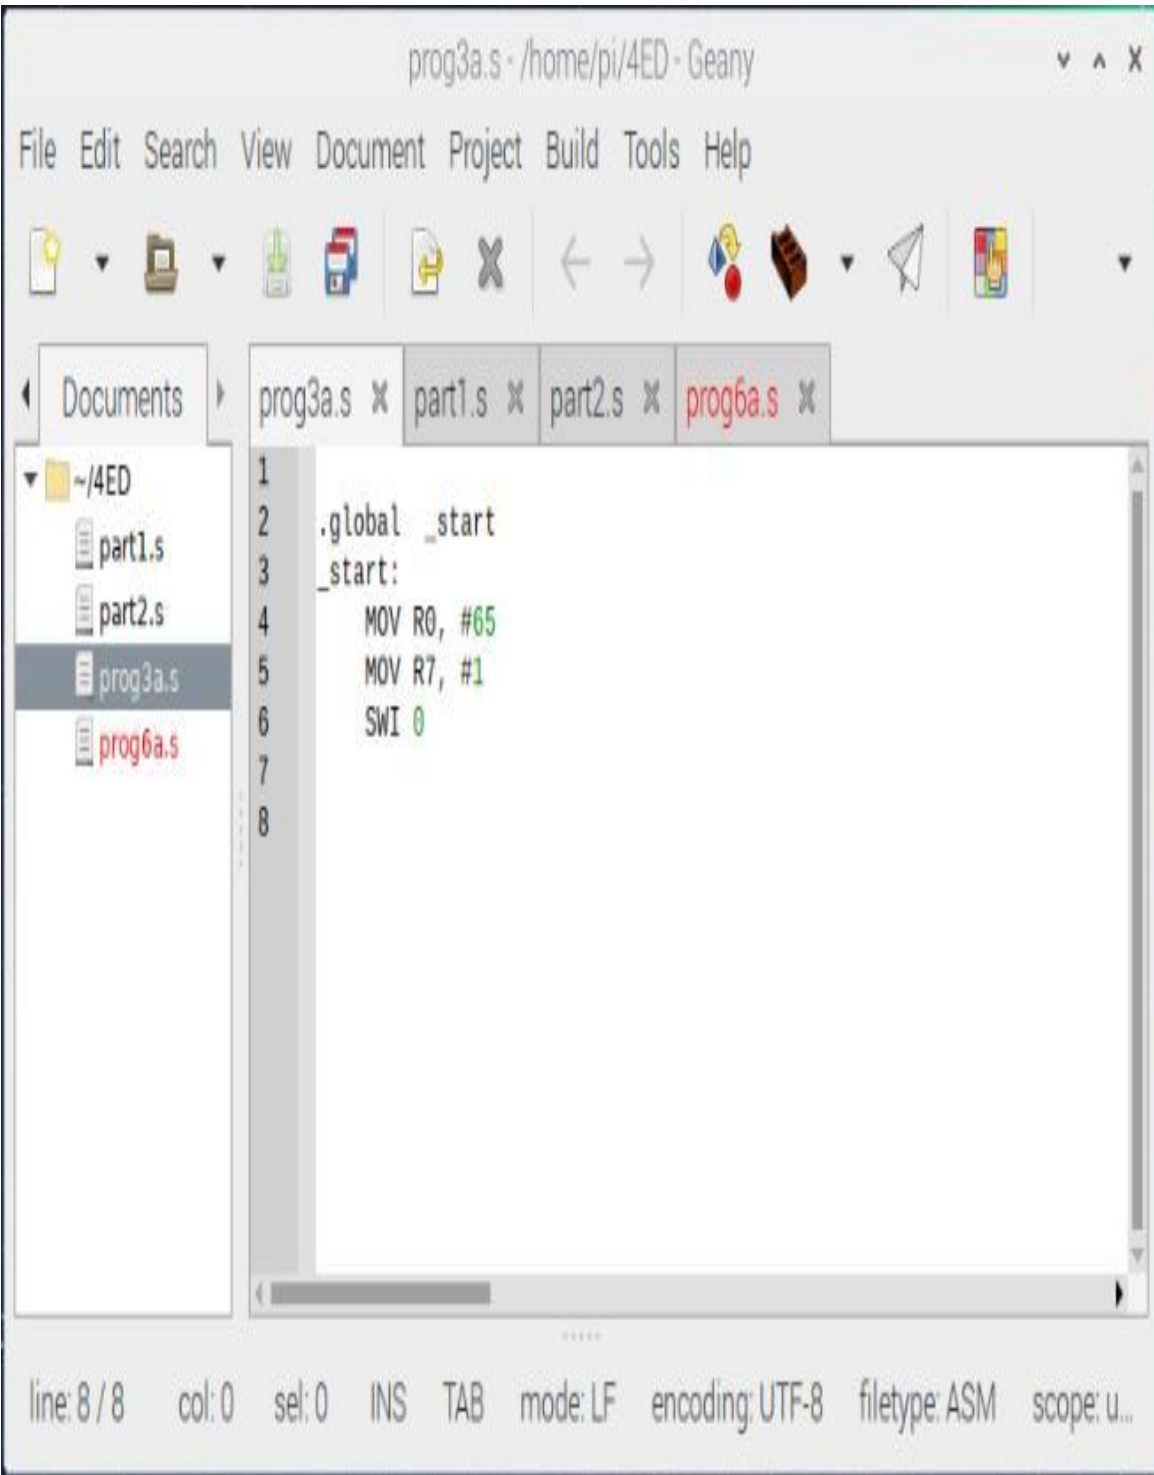 prog3a.s - /home/pi/4ED - Geany
File Edit Search View Document Project Build Tools Help
Documents
prog3a.s part1.s part2.s prog6a.s
~/4ED
part1.s
part2.s
prog3a.s
prog6a.s
1
2 .global _start
3 _start:
4 MOV R0, #65
5 MOV R7, #1
6 SWI 0
7
8
line: 8 / 8 col: 0 sel: 0 INS TAB mode: LF encoding: UTF-8 filetype: ASM scope: u...